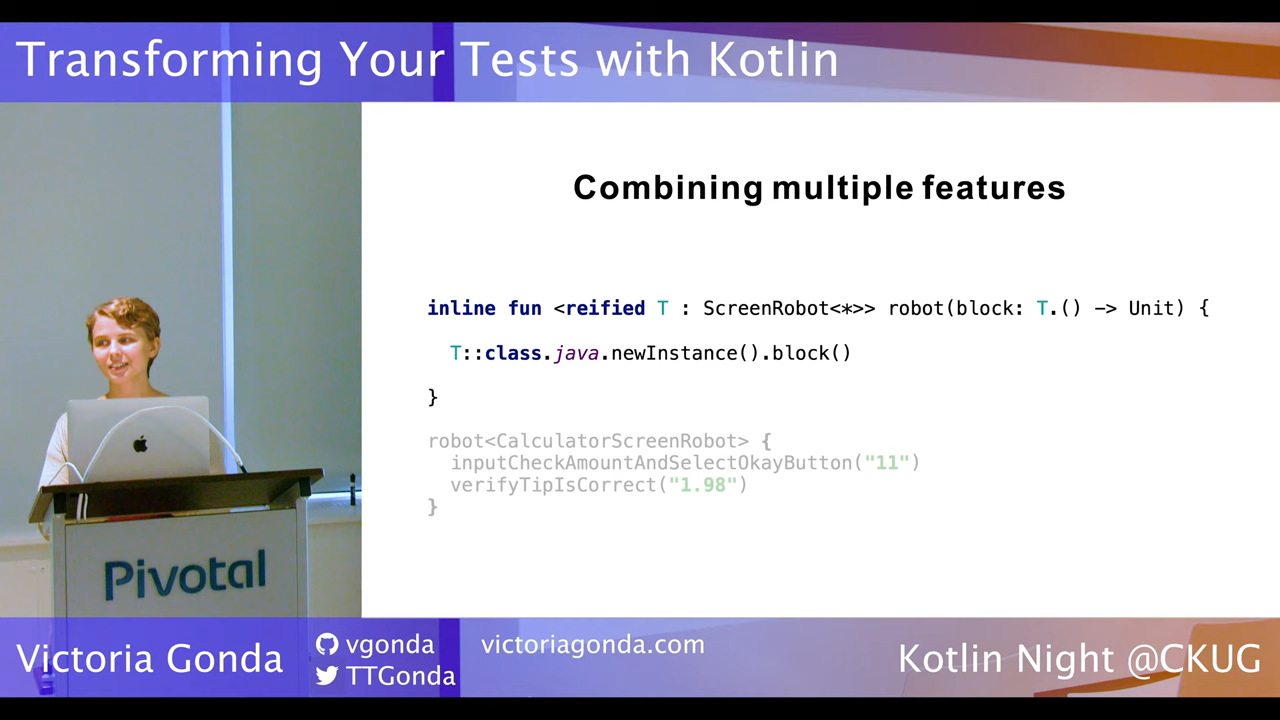 Transforming Your Tests with Kotlin
Combining multiple features
inline fun <reified T : ScreenRobot<*>> robot(block: T.() -> Unit) {
T::class.java.newInstance().block()
}
robot<CalculatorScreenRobot> {
inputCheckAmountAndSelectOkayButton("11")
verifyTipIsCorrect("1.98")
}
Pivotal
Victoria Gonda
vgonda
TTGonda
victoriagonda.com
Kotlin Night @CKUG